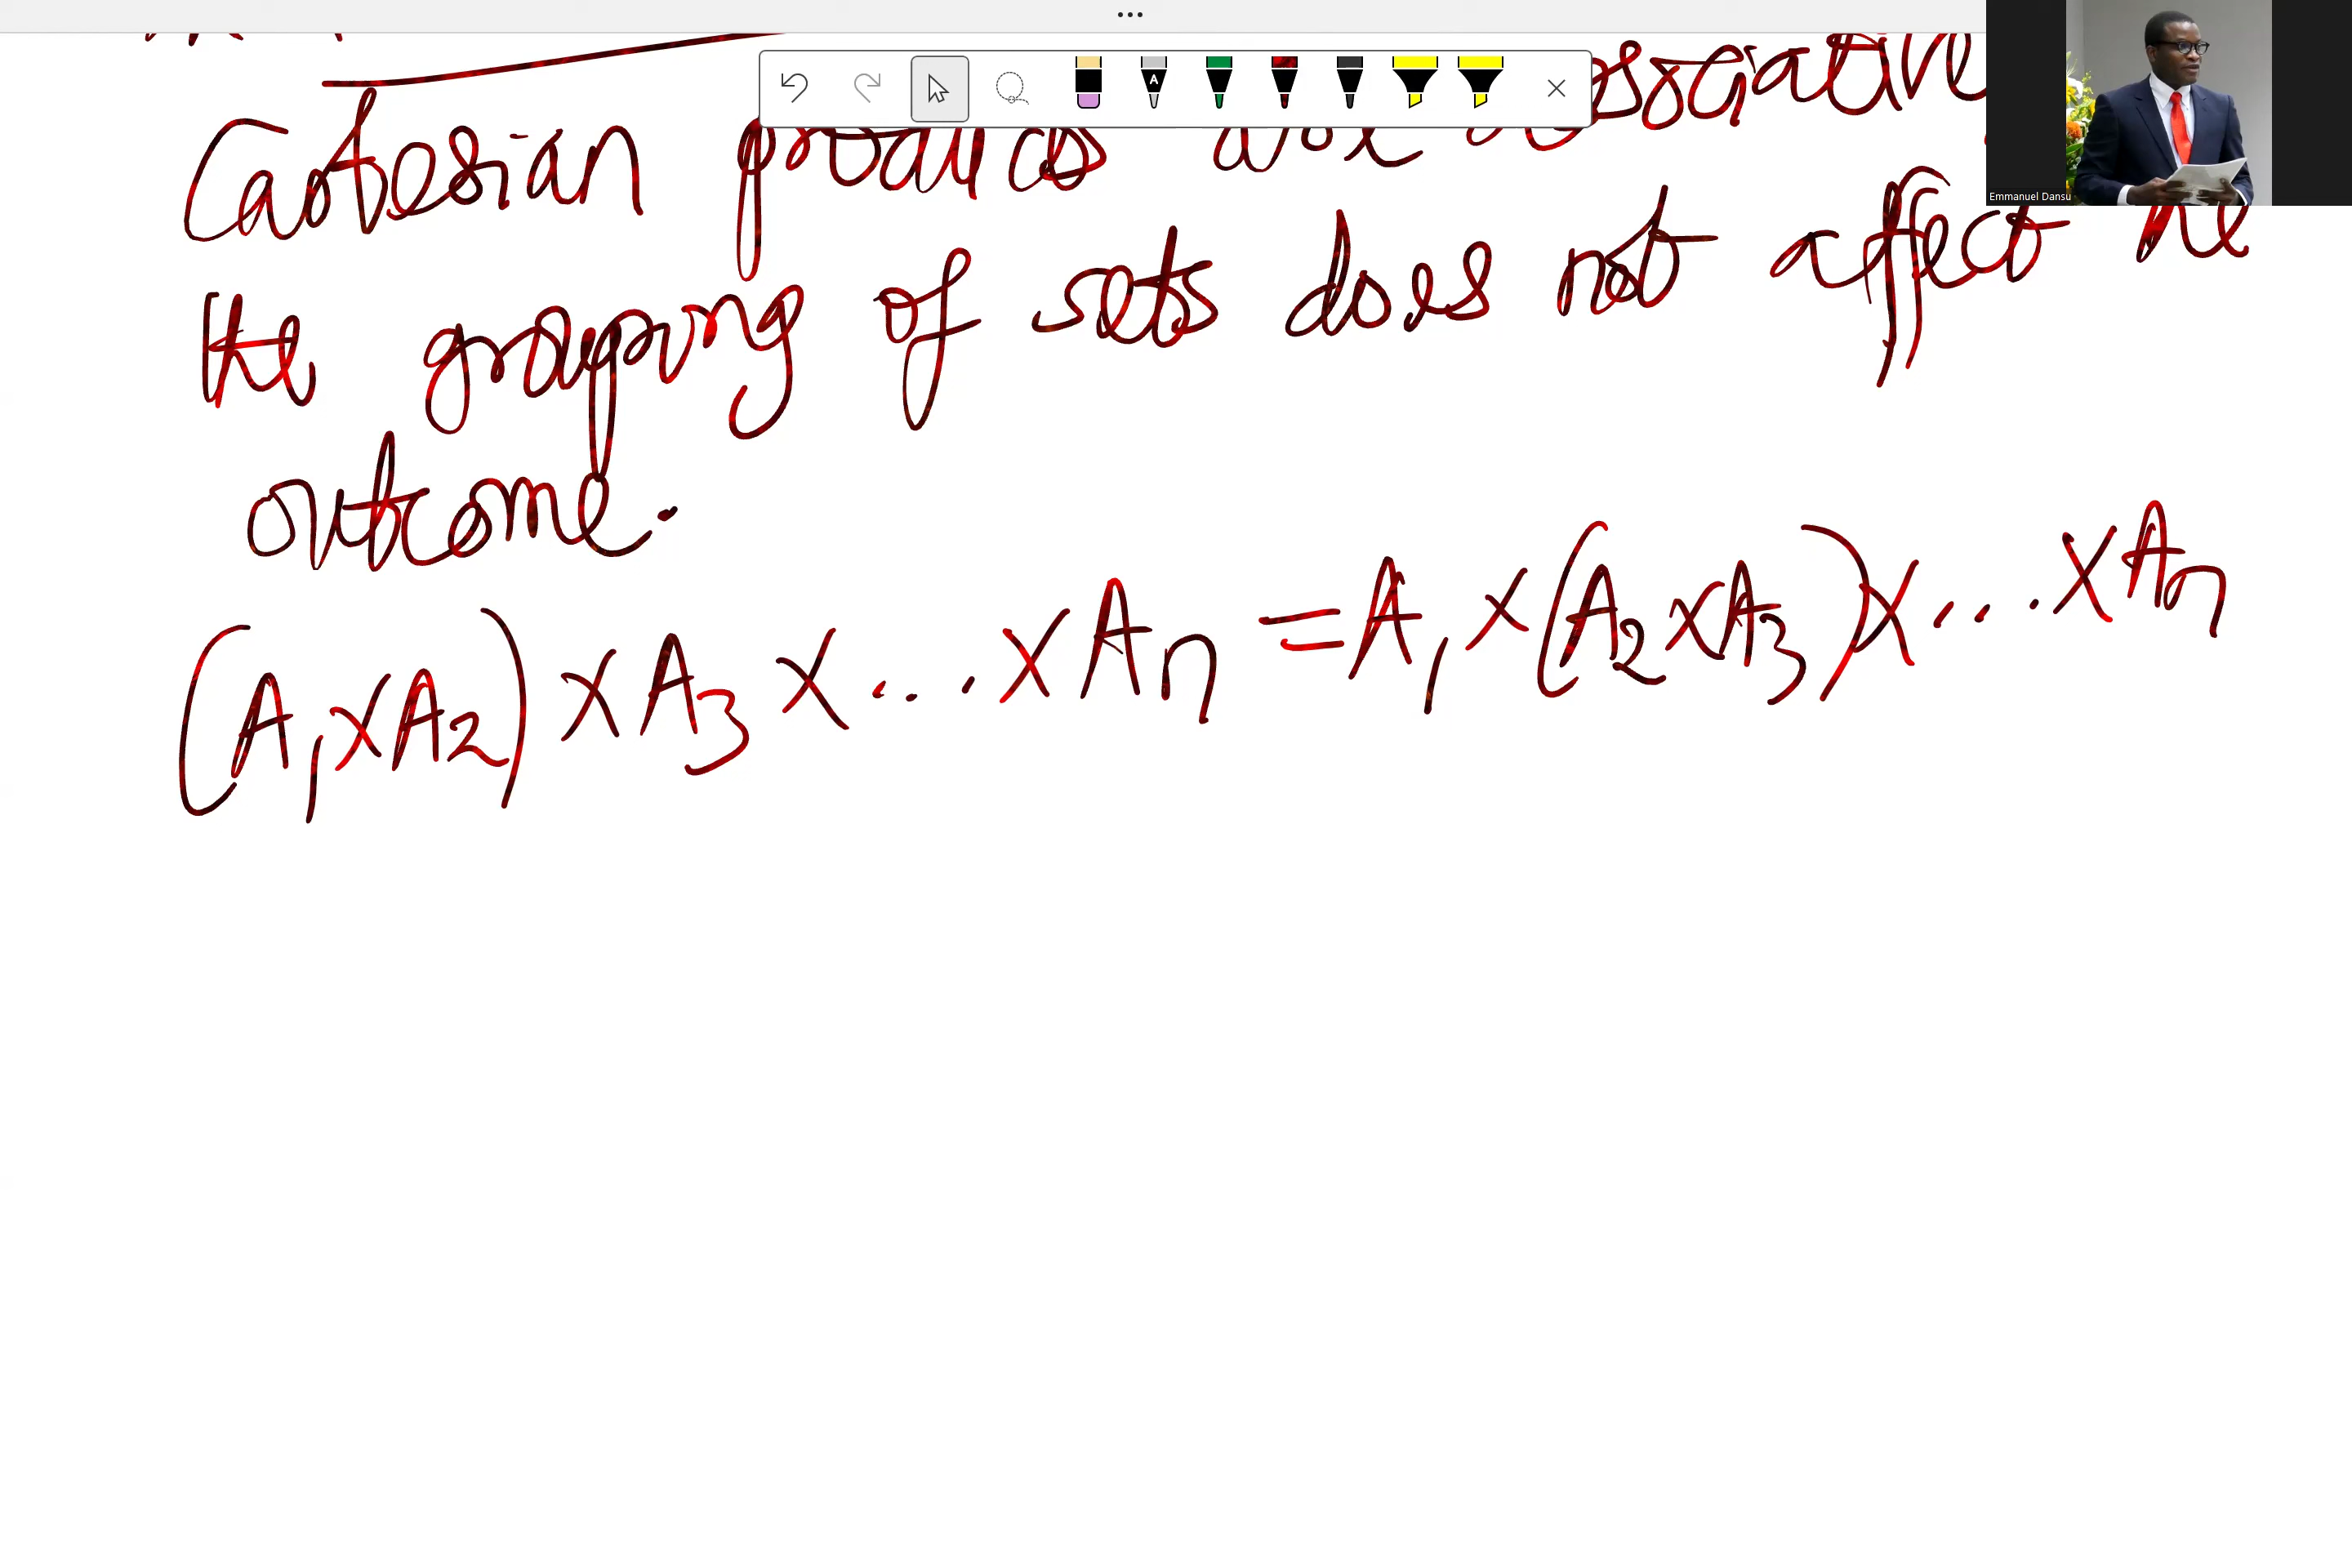 Cartesian products are associative
the grouping of sets does not affect the
outcome.
(A₁ x A₂) x A₃ x ... x Aₙ = A₁ x (A₂ x A₃) x ... x Aₙ
Emmanuel Dansu
A